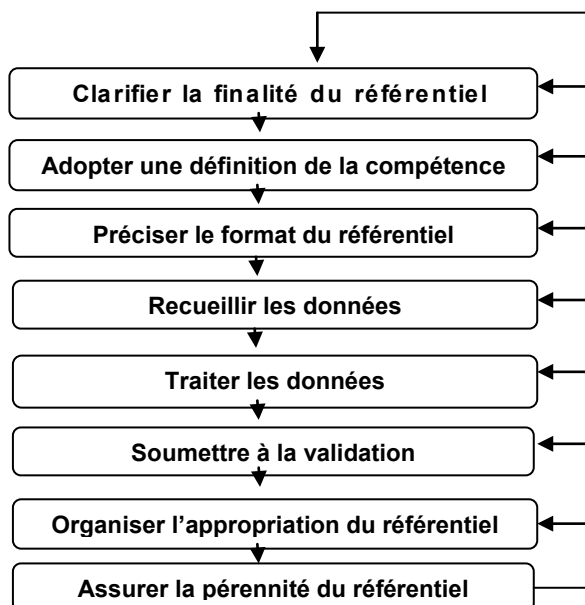 Clarifier la finalité du référentiel
Adopter une définition de la compétence
Préciser le format du référentiel
Recueillir les données
Traiter les données
Soumettre à la validation
Organiser l’appropriation du référentiel
Assurer la pérennité du référentiel